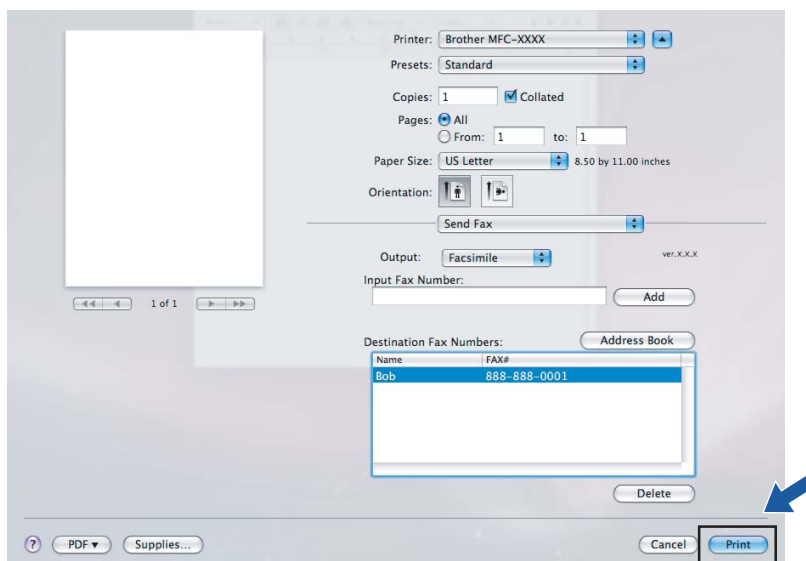 Printer: Brother MFC-XXXX
Presets: Standard
Copies: 1 Collated
Pages: All
From: 1 to: 1
Paper Size: US Letter 8.50 by 11.00 inches
Orientation:
Send Fax
Output: Facsimile ver.x.x.x
Input Fax Number:
Add
1 of 1
Destination Fax Numbers: Address Book
Name FAX#
Bob 888-888-0001
Delete
? PDF Supplies... Cancel Print